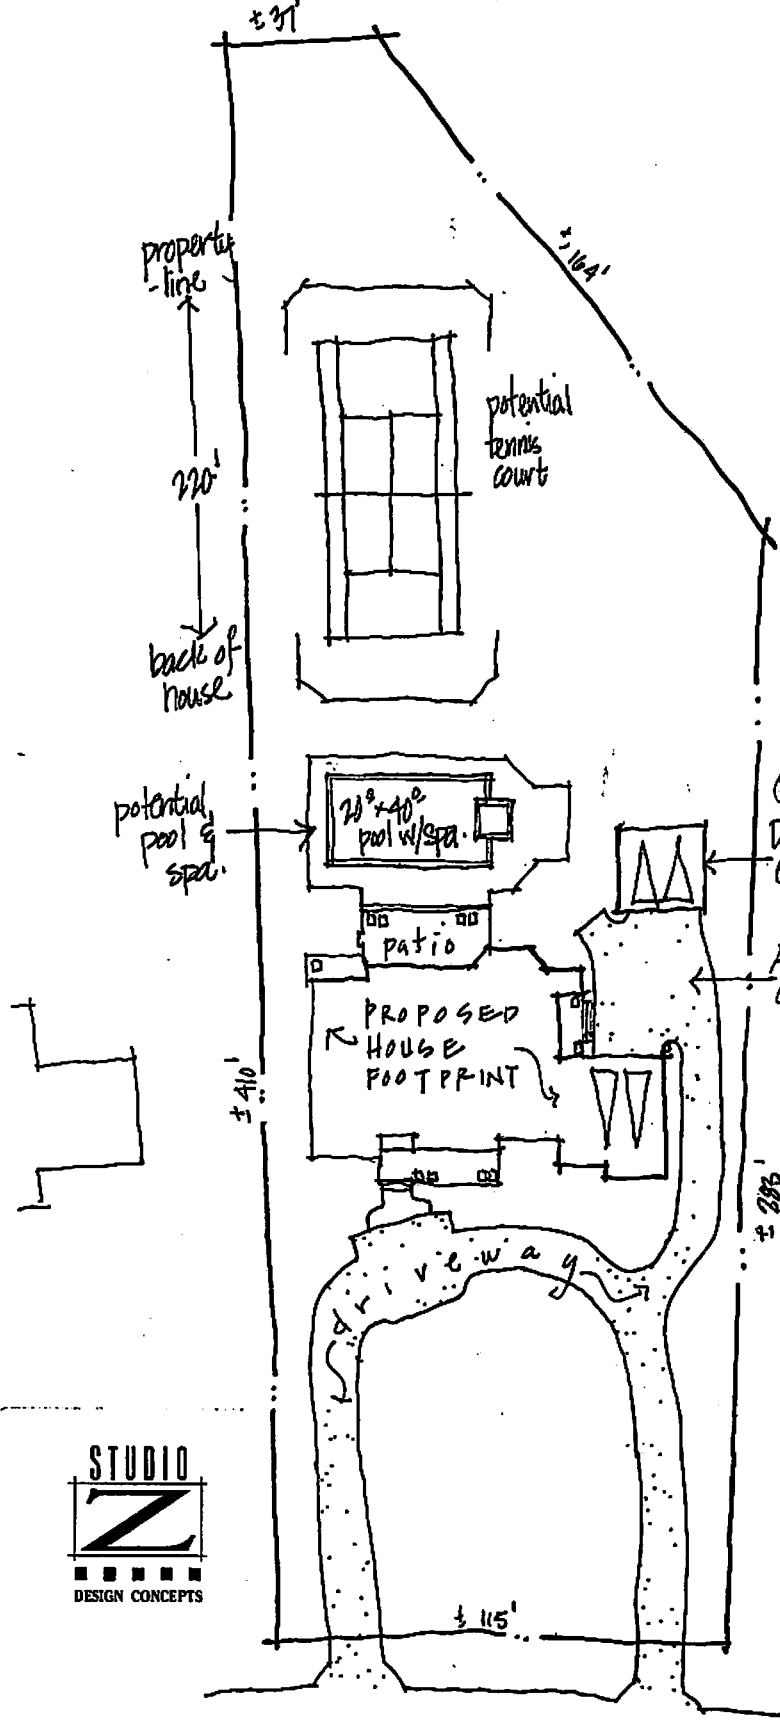 ± 37'
± 164'
property
line
220'
back of
house
potential
tennis
court
potential
pool &
spa.
20° x 40°
pool w/spa.
patio
PROPOSED
HOUSE
FOOTPRINT
± 410'
driveway
± 115'
STUDIO
Z
DESIGN CONCEPTS